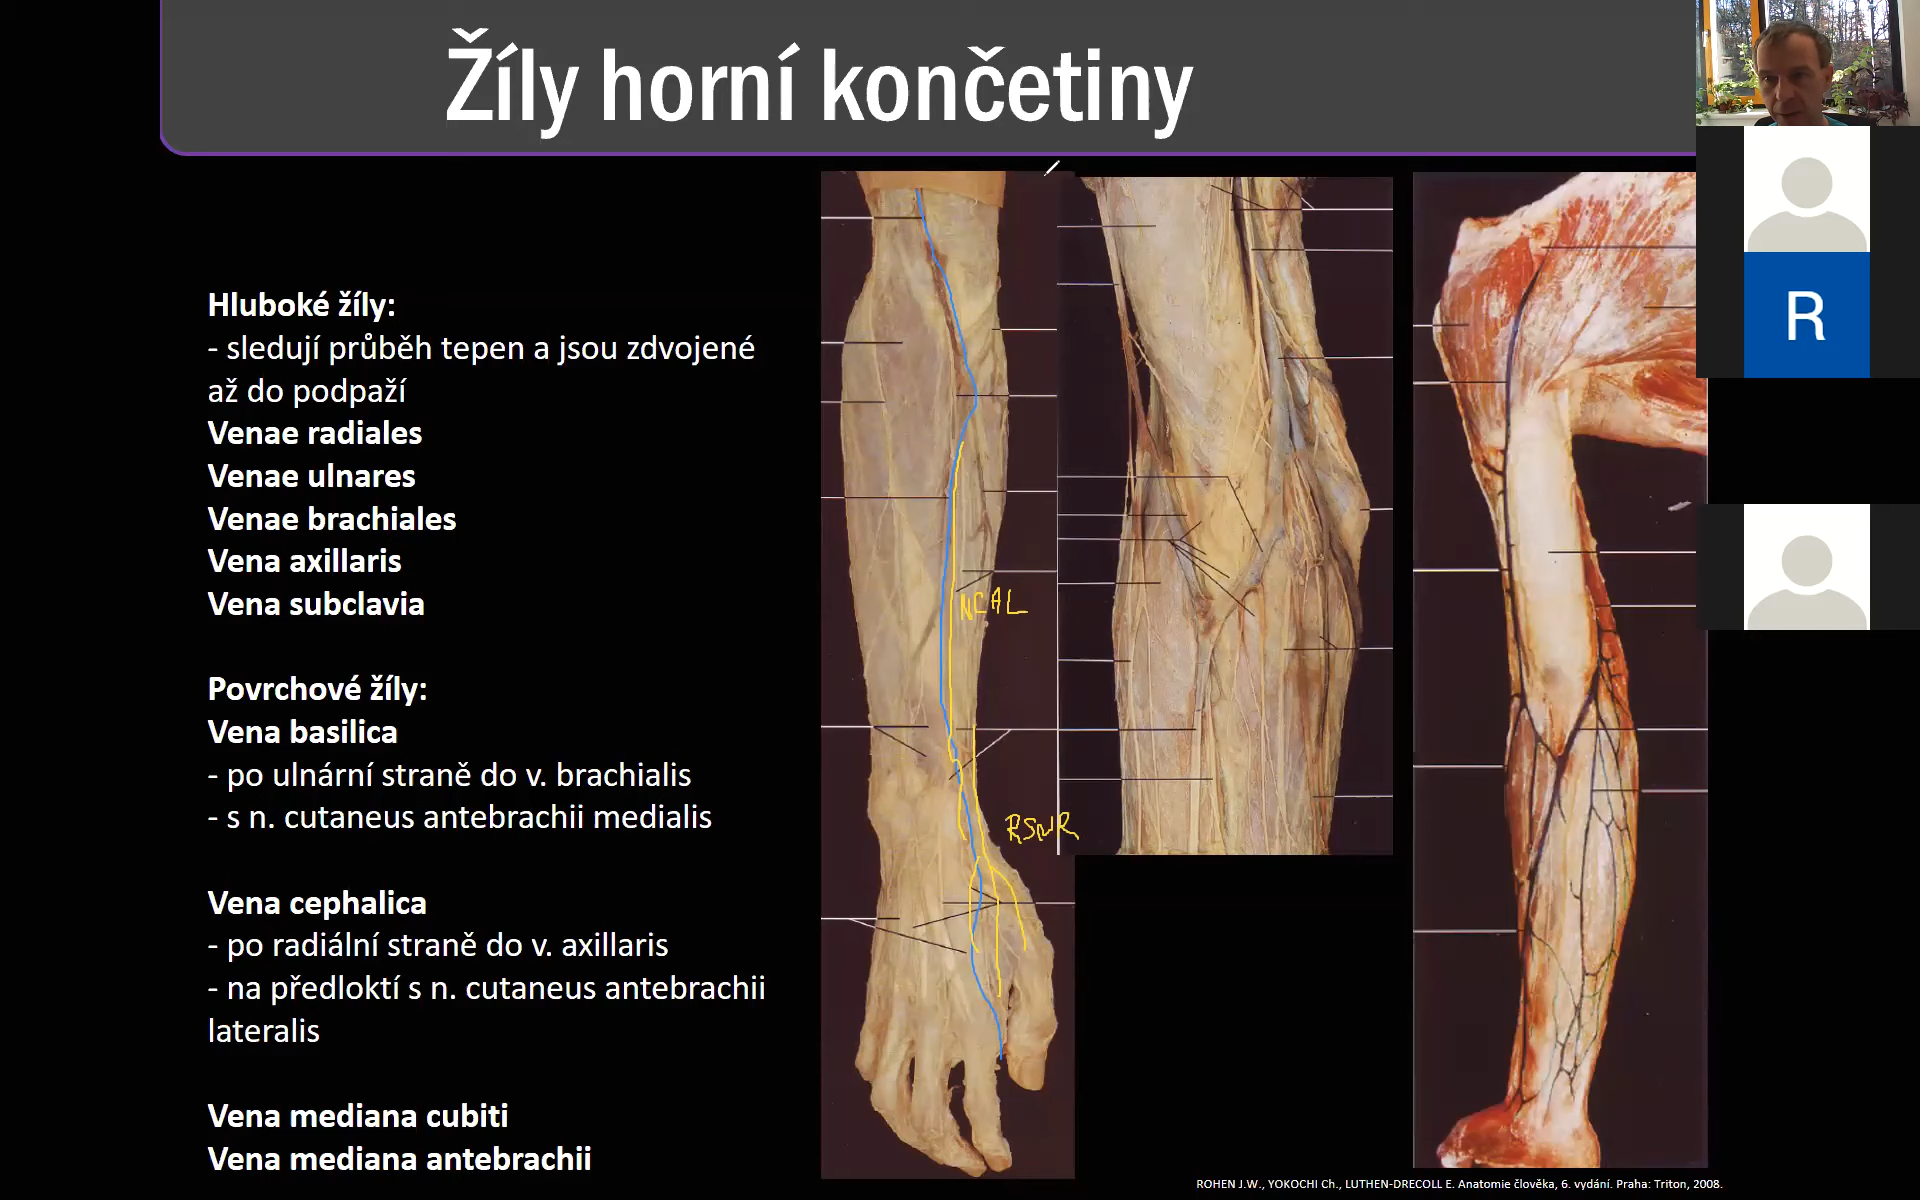 Žíly horní končetiny
R
Hluboké žíly:
- sledují průběh tepen a jsou zdvojené
až do podpaží
Venae radiales
Venae ulnares
Venae brachiales
Vena axillaris
Vena subclavia
Povrchové žíly:
Vena basilica
- po ulnární straně do v. brachialis
- s n. cutaneus antebrachii medialis
Vena cephalica
- po radiální straně do v. axillaris
- na předloktí s n. cutaneus antebrachii
lateralis
Vena mediana cubiti
Vena mediana antebrachii
NCAL
RSNR
ROHEN J.W., YOKOCHI Ch., LUTHEN-DRECOLL E. Anatomie člověka, 6. vydání. Praha: Triton, 2008.